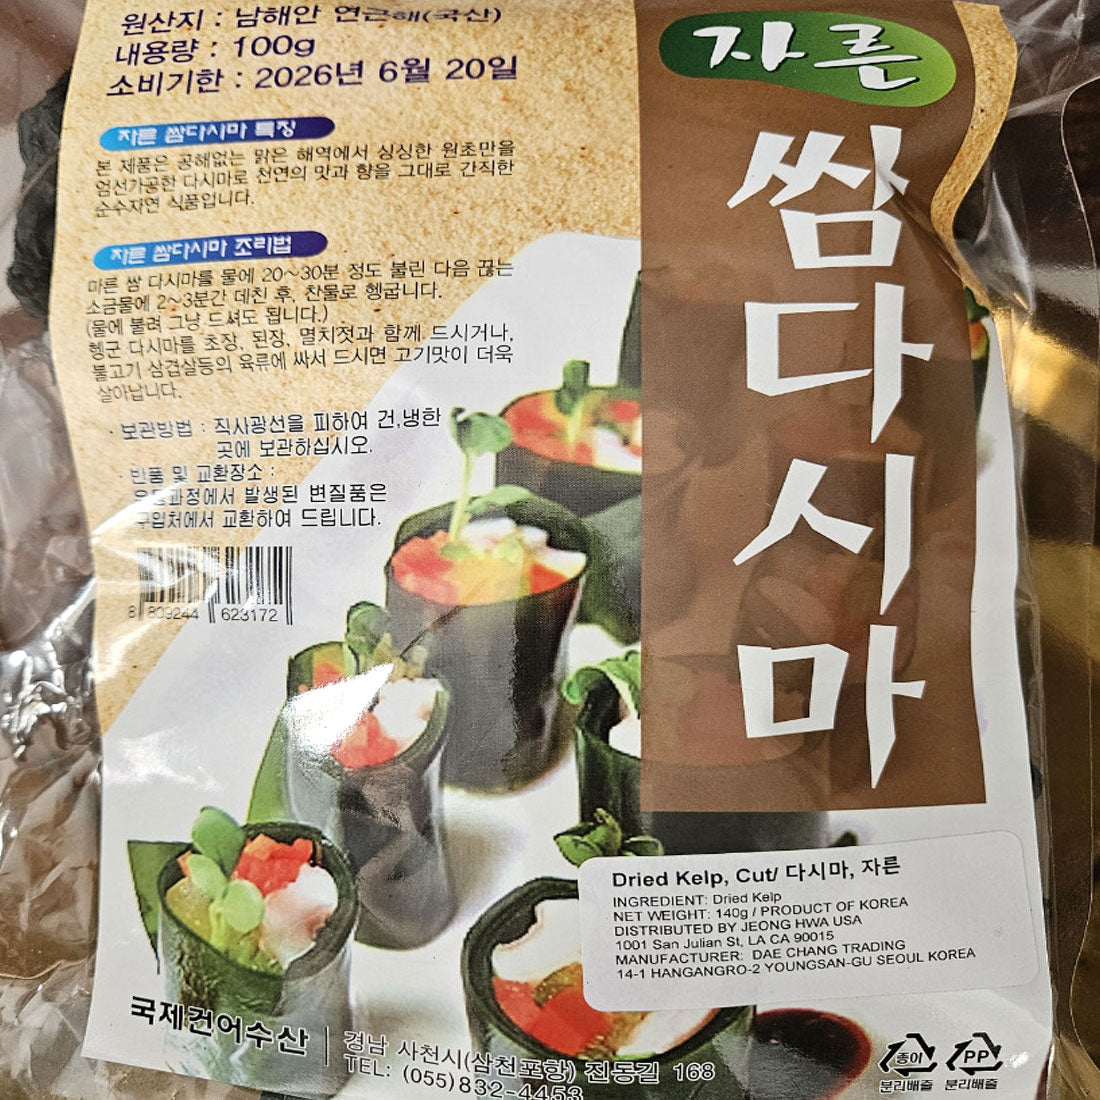 원산지 : 남해안 연근해(국산)
내용량 : 100g
소비기한 : 2026년 6월 20일
자른 쌈다시마 특장
본 제품은 공해없는 맑은 해역에서 싱싱한 원초만을
엄선가공한 다시마로 천연의 맛과 향을 그대로 간직한
순수자연 식품입니다.
자른 쌈다시마 조리법
마른 쌈 다시마를 물에 20~30분 정도 불린 다음 끊는
소금물에 2~3분간 데친 후, 찬물로 헹굽니다.
(물에 불려 그냥 드셔도 됩니다.)
헹군 다시마를 초장, 된장, 멸치젓과 함께 드시거나,
불고기 삼겹살등의 육류에 싸서 드시면 고기맛이 더욱
살아납니다.
· 보관방법 : 직사광선을 피하여 건,냉한
곳에 보관하십시오.
· 반품 및 교환장소 :
유통과정에서 발생된 변질품은
구입처에서 교환하여 드립니다.
8 809244 623172
자른
쌈다시마
Dried Kelp, Cut/ 다시마, 자른
INGREDIENT: Dried Kelp
NET WEIGHT: 140g / PRODUCT OF KOREA
DISTRIBUTED BY JEONG HWA USA
1001 San Julian St, LA CA 90015
MANUFACTURER: DAE CHANG TRADING
14-1 HANGANGRO-2 YOUNGSAN-GU SEOUL KOREA
국제건어수산
경남 사천시(삼천포항) 진동길 168
TEL: (055)832-4453
종이
분리배출
PP
분리배출